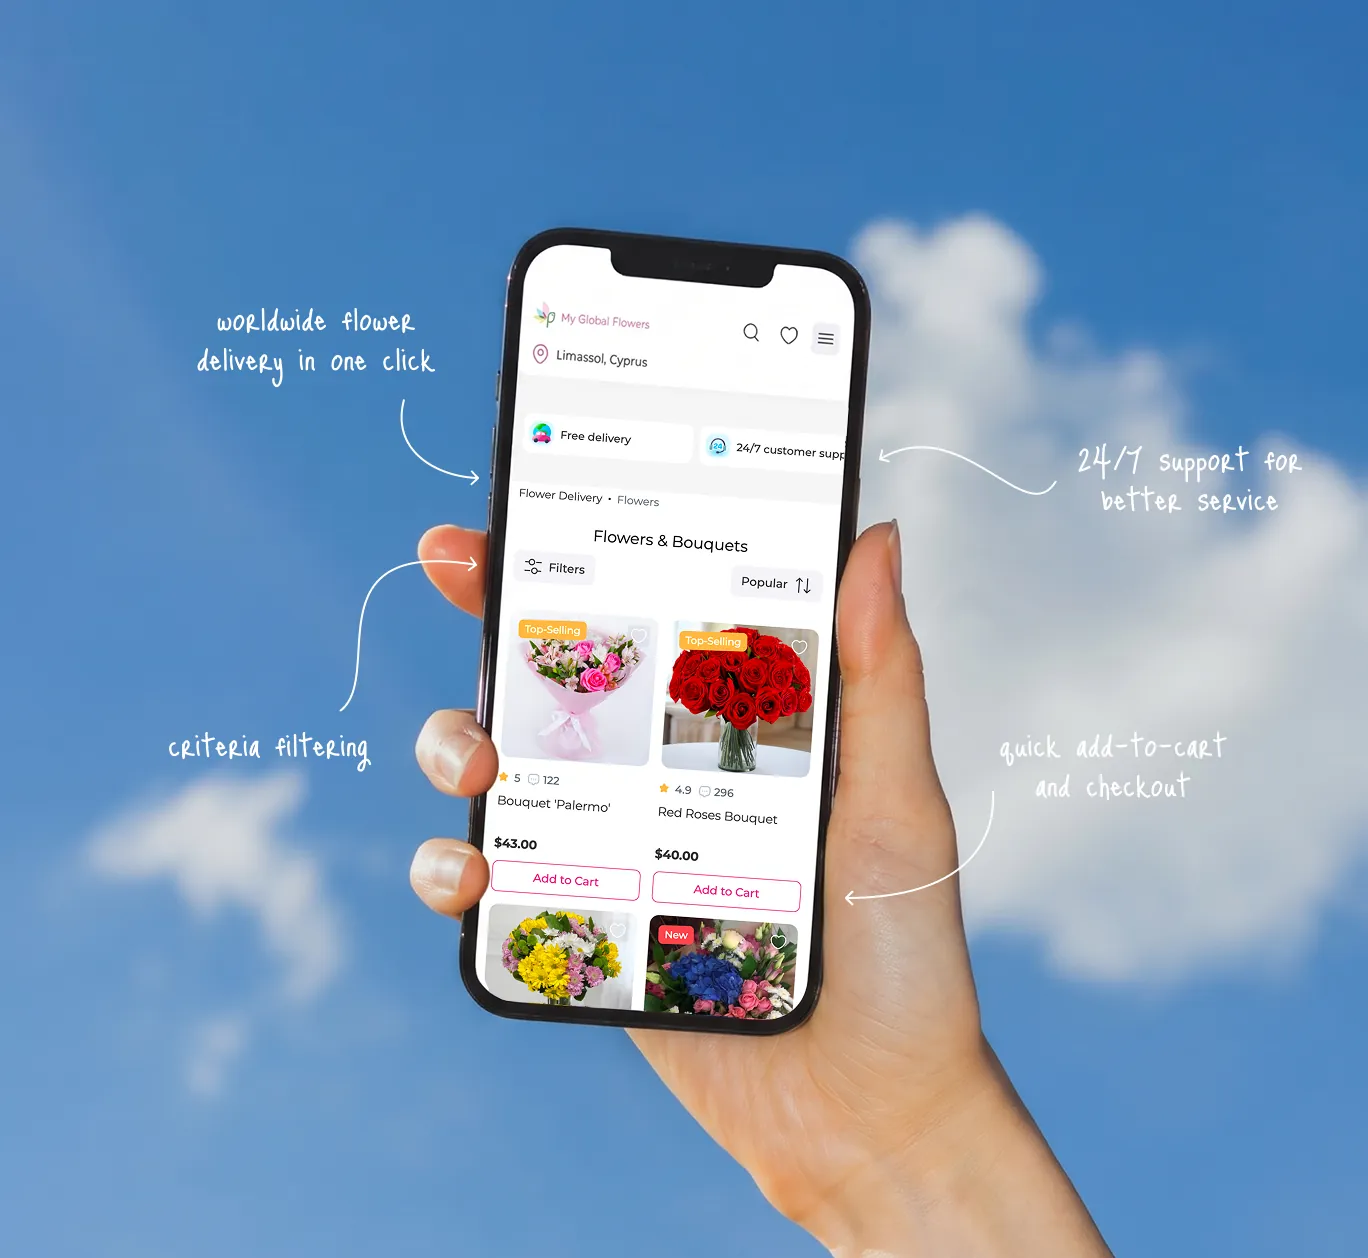 worldwide flower
delivery in one click
My Global Flowers
Limassol, Cyprus
Free delivery
24
24/7 customer supp
24/7 support for
better service
Flower Delivery • Flowers
Flowers & Bouquets
Filters
Popular
Top-Selling
Top-Selling
criteria filtering
5 122
4.9 296
Bouquet 'Palermo'
Red Roses Bouquet
quick add-to-cart
and checkout
$43.00
$40.00
Add to Cart
Add to Cart
New